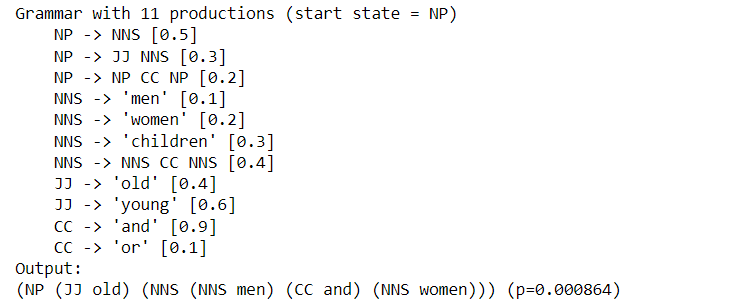 Grammar with 11 productions (start state = NP)
    NP -> NNS [0.5]
    NP -> JJ NNS [0.3]
    NP -> NP CC NP [0.2]
    NNS -> 'men' [0.1]
    NNS -> 'women' [0.2]
    NNS -> 'children' [0.3]
    NNS -> NNS CC NNS [0.4]
    JJ -> 'old' [0.4]
    JJ -> 'young' [0.6]
    CC -> 'and' [0.9]
    CC -> 'or' [0.1]
Output:
(NP (JJ old) (NNS (NNS men) (CC and) (NNS women))) (p=0.000864)